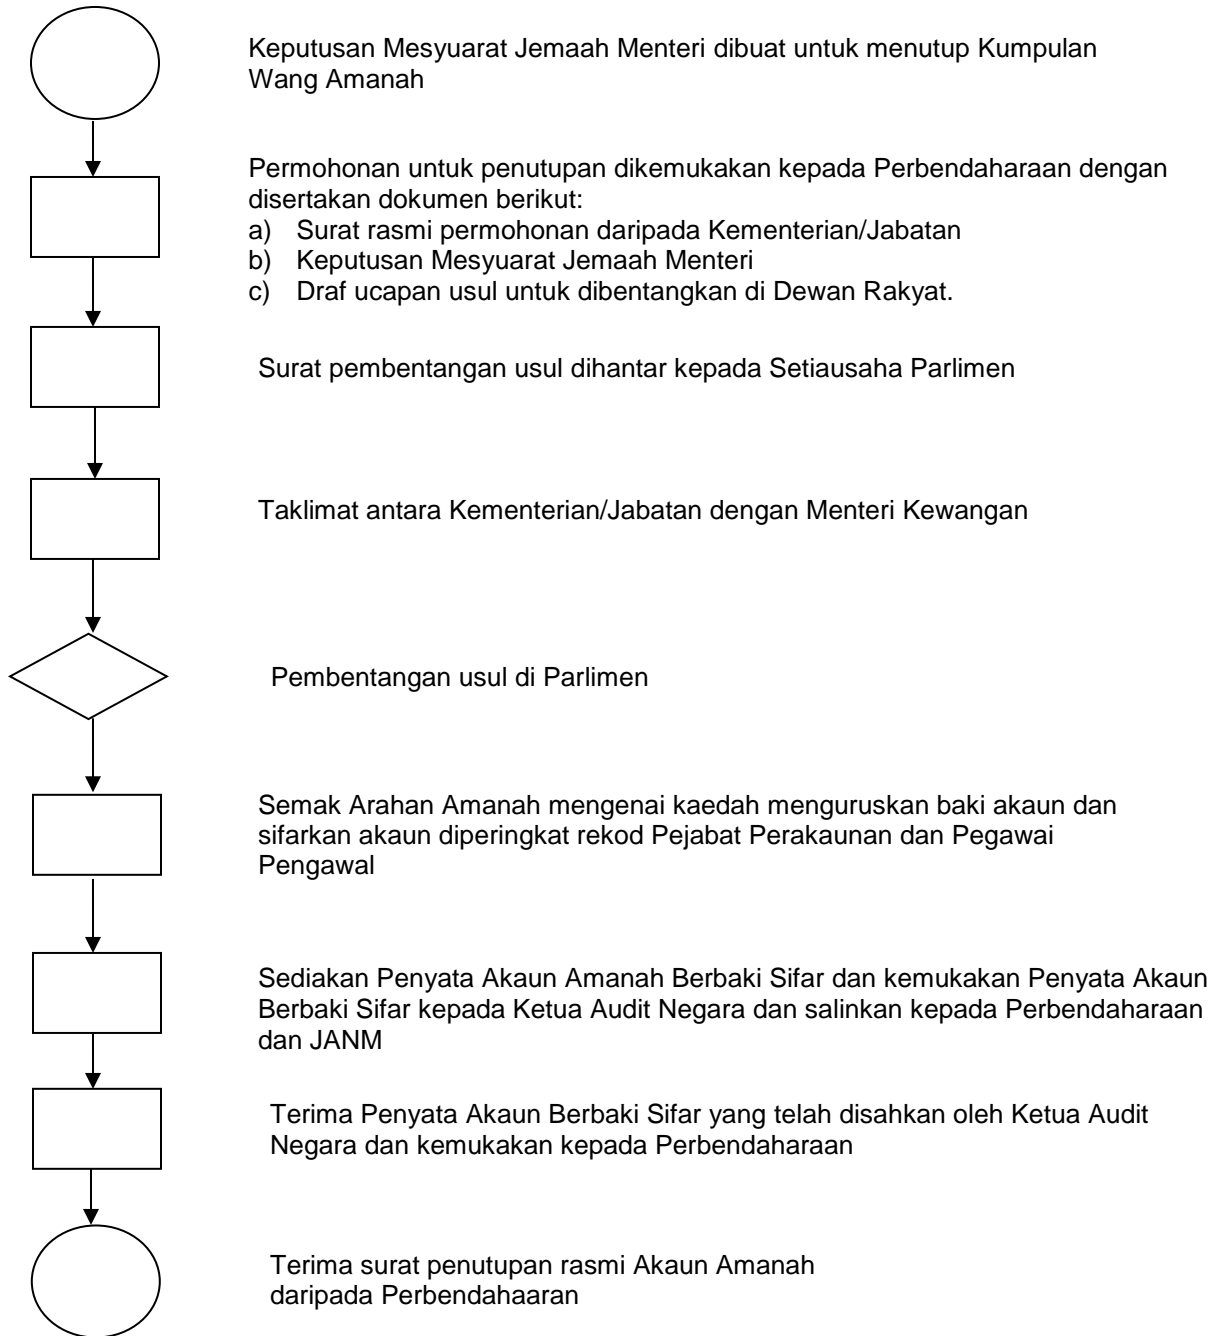 Keputusan Mesyuarat Jemaah Menteri dibuat untuk menutup Kumpulan
Wang Amanah
Permohonan untuk penutupan dikemukakan kepada Perbendaharaan dengan
disertakan dokumen berikut:
a) Surat rasmi permohonan daripada Kementerian/Jabatan
b) Keputusan Mesyuarat Jemaah Menteri
c) Draf ucapan usul untuk dibentangkan di Dewan Rakyat.
Surat pembentangan usul dihantar kepada Setiausaha Parlimen
Taklimat antara Kementerian/Jabatan dengan Menteri Kewangan
Pembentangan usul di Parlimen
Semak Arahan Amanah mengenai kaedah menguruskan baki akaun dan
sifarkan akaun diperingkat rekod Pejabat Perakaunan dan Pegawai
Pengawal
Sediakan Penyata Akaun Amanah Berbaki Sifar dan kemukakan Penyata Akaun
Berbaki Sifar kepada Ketua Audit Negara dan salinkan kepada Perbendaharaan
dan JANM
Terima Penyata Akaun Berbaki Sifar yang telah disahkan oleh Ketua Audit
Negara dan kemukakan kepada Perbendaharaan
Terima surat penutupan rasmi Akaun Amanah
daripada Perbendahaaran